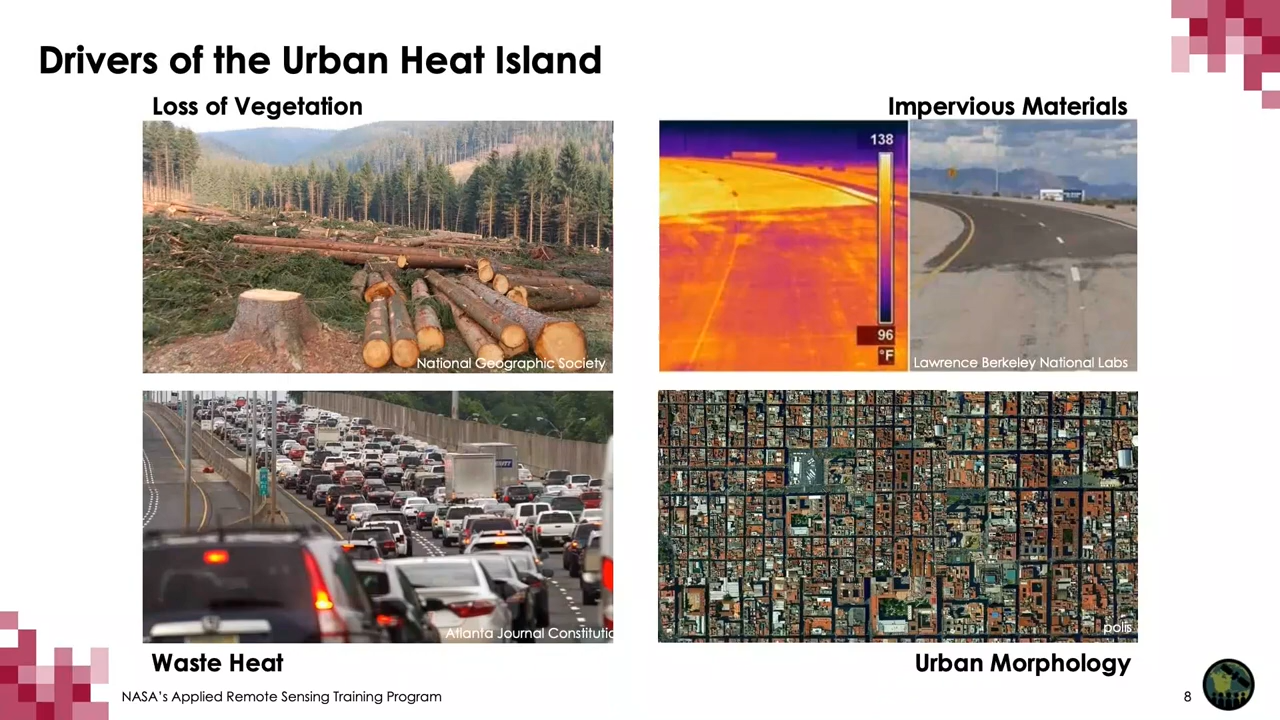 Drivers of the Urban Heat Island
Loss of Vegetation
Impervious Materials
138
96
°F
National Geographic Society
Lawrence Berkeley National Labs
Atlanta Journal Constitutio
polis
Waste Heat
Urban Morphology
NASA's Applied Remote Sensing Training Program
8